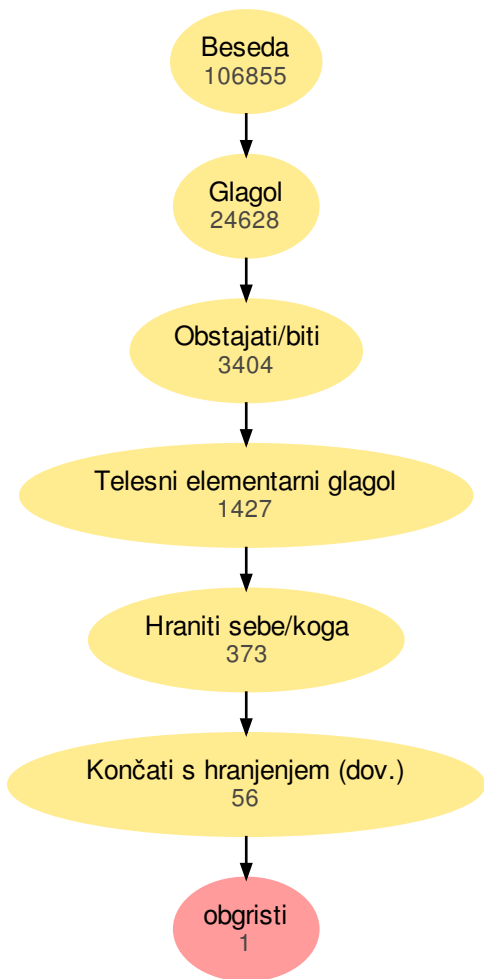 Beseda
106855
Glagol
24628
Obstajati/biti
3404
Telesni elementarni glagol
1427
Hraniti sebe/koga
373
Končati s hranjenjem (dov.)
56
obgristi
1